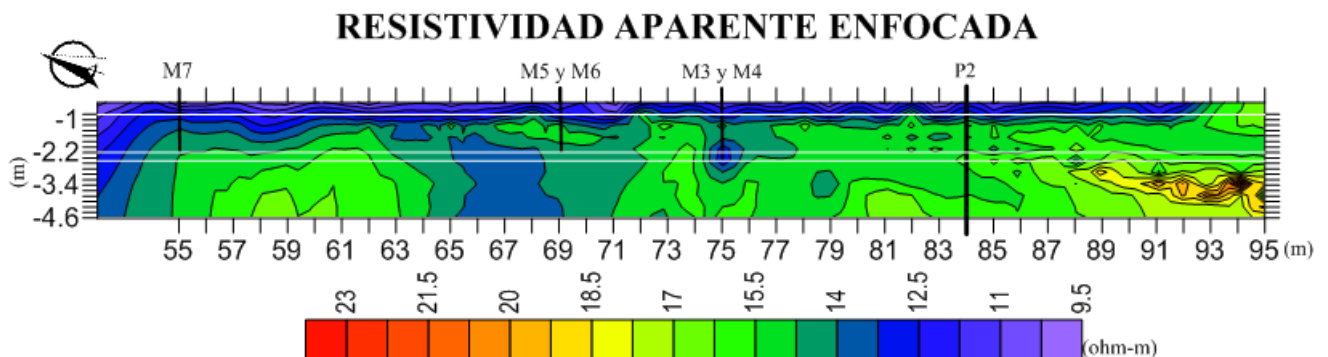 RESISTIVIDAD APARENTE ENFOCADA
M7 M5 y M6 M3 y M4 P2
-1
-2.2
-3.4
-4.6
(m)
55 57 59 61 63 65 67 69 71 73 75 77 79 81 83 85 87 89 91 93 95 (m)
23 21.5 20 18.5 17 15.5 14 12.5 11 9.5
(ohm-m)